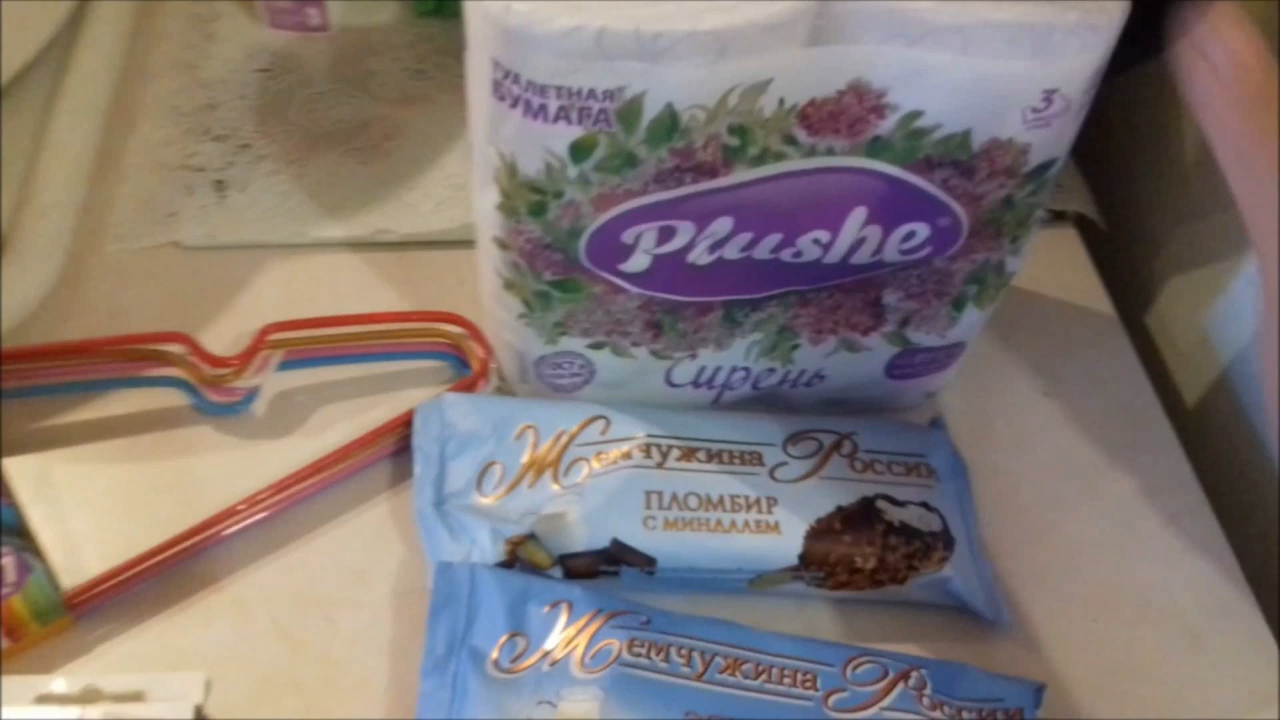 ТУАЛЕТНАЯ
БУМАГА
3
Plushe
Сирень
Жемчужина России
ПЛОМБИР
С МИНДАЛЕМ
Жемчужина России